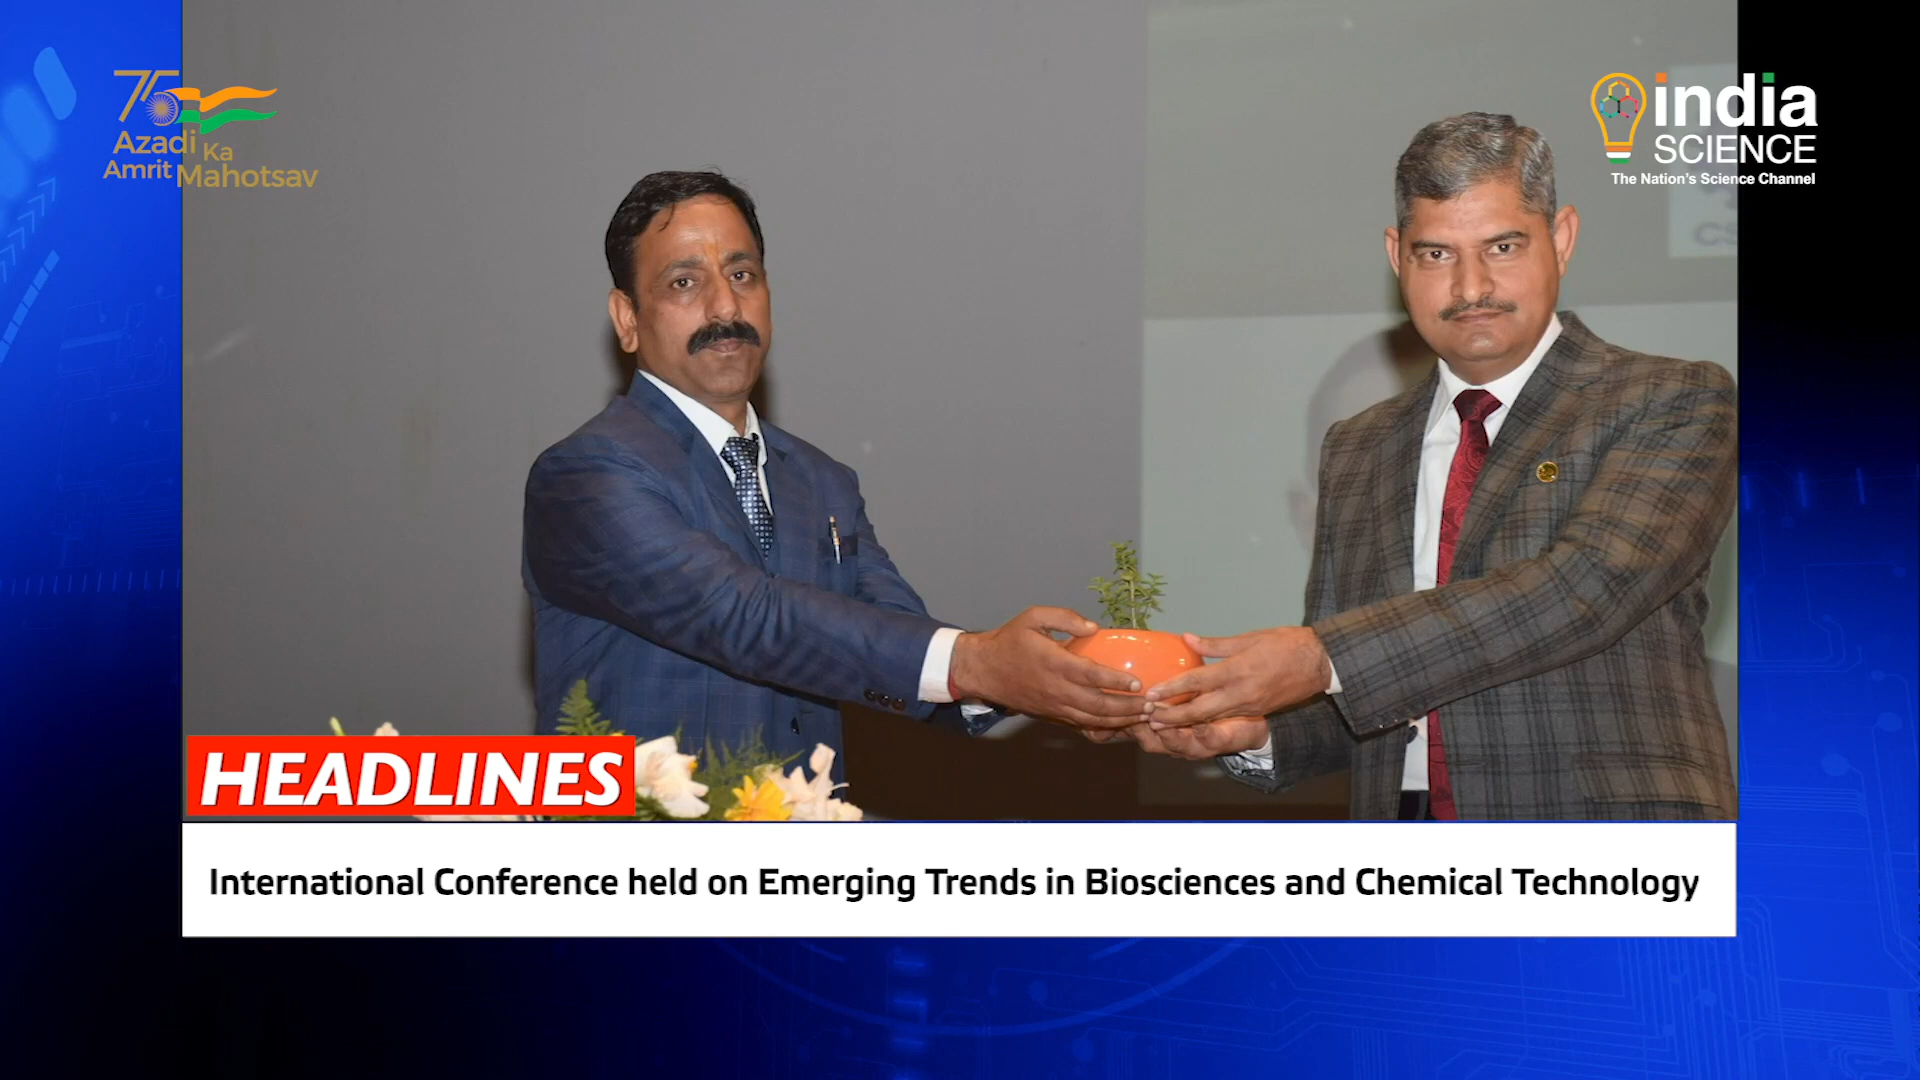 75
Azadi
Ka
Amrit Mahotsav
india
SCIENCE
The Nation's Science Channel
HEADLINES
International Conference held on Emerging Trends in Biosciences and Chemical Technology